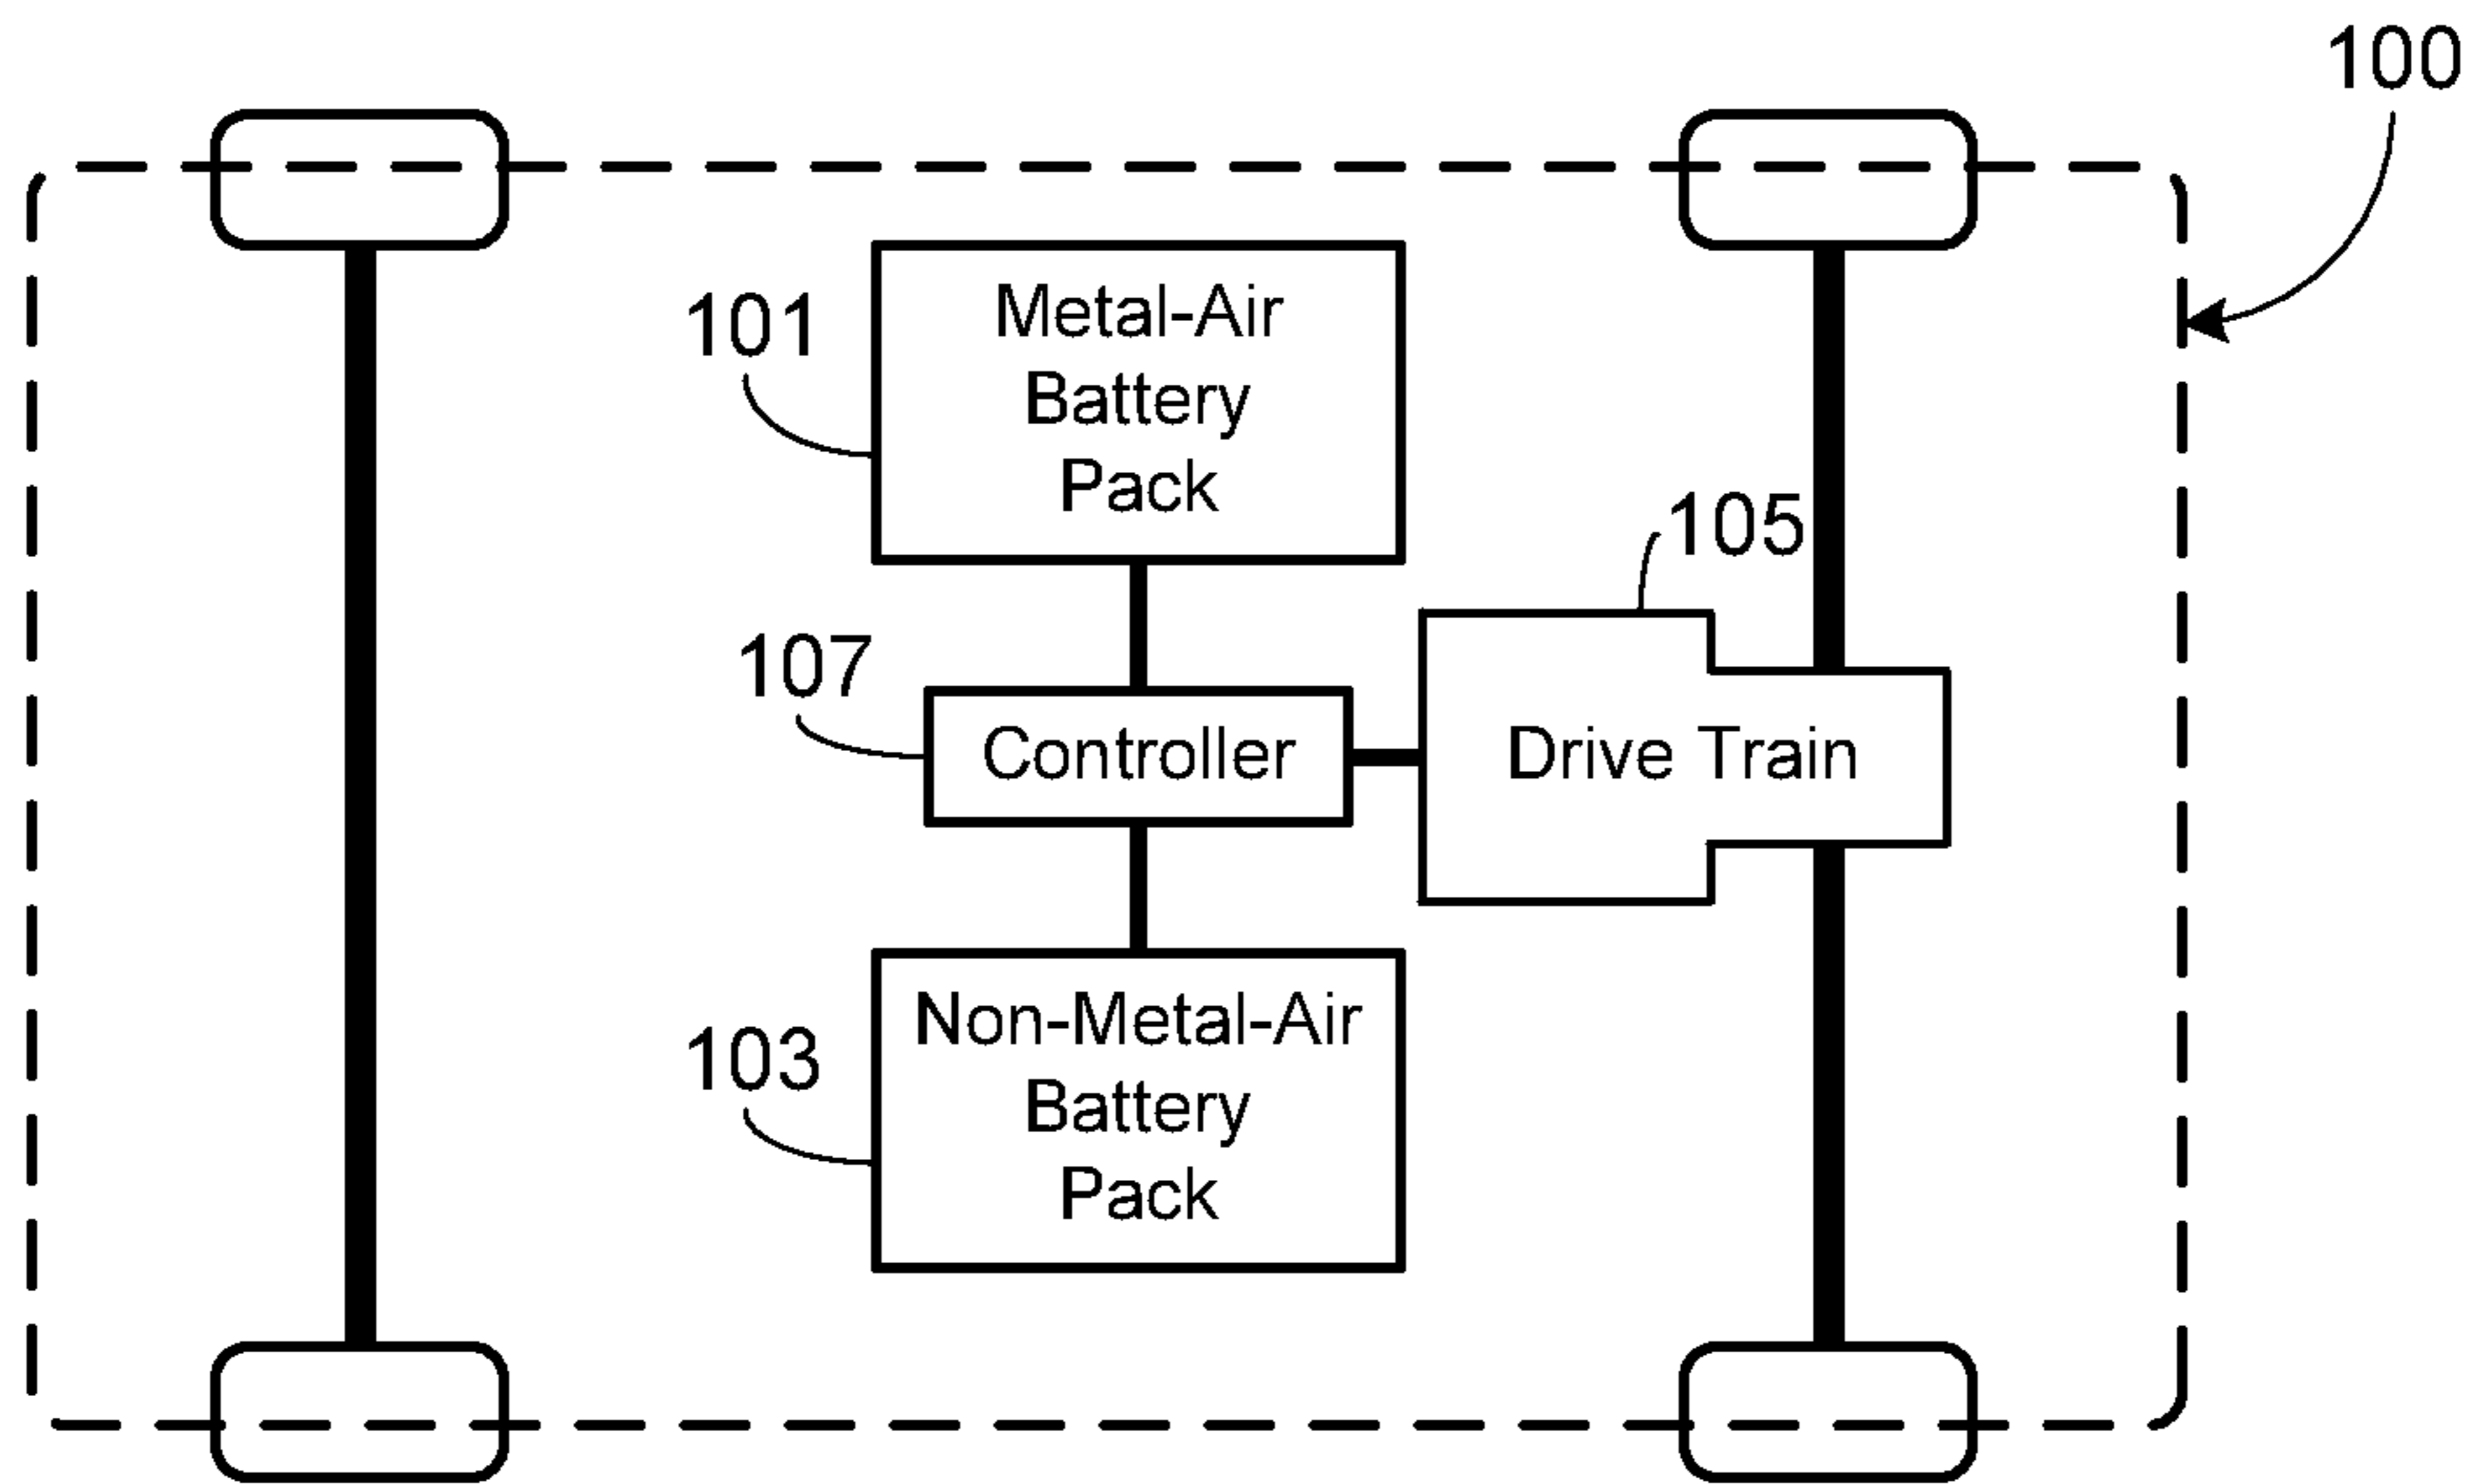 100
101
Metal-Air
Battery
Pack
105
107
Controller
Drive Train
103
Non-Metal-Air
Battery
Pack